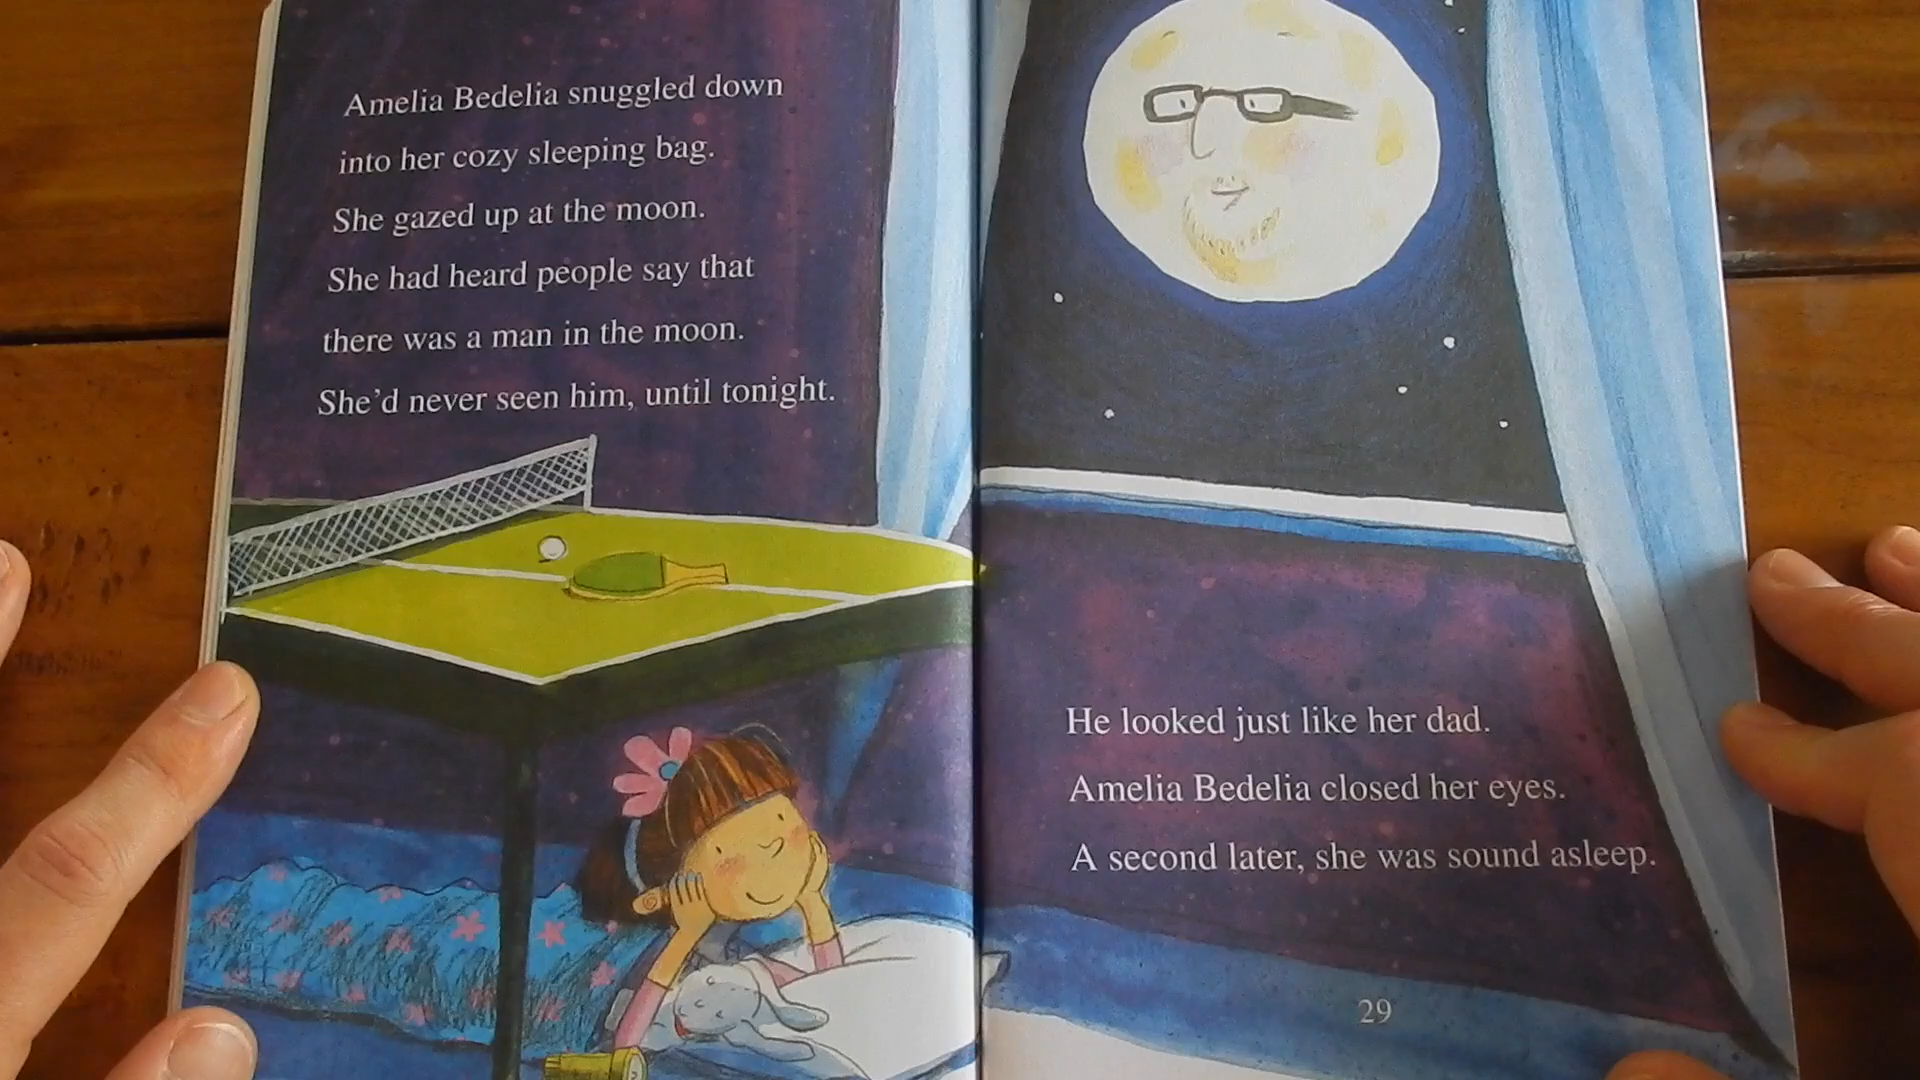 Amelia Bedelia snuggled down
into her cozy sleeping bag.
She gazed up at the moon.
She had heard people say that
there was a man in the moon.
She'd never seen him, until tonight.
He looked just like her dad.
Amelia Bedelia closed her eyes.
A second later, she was sound asleep.
29